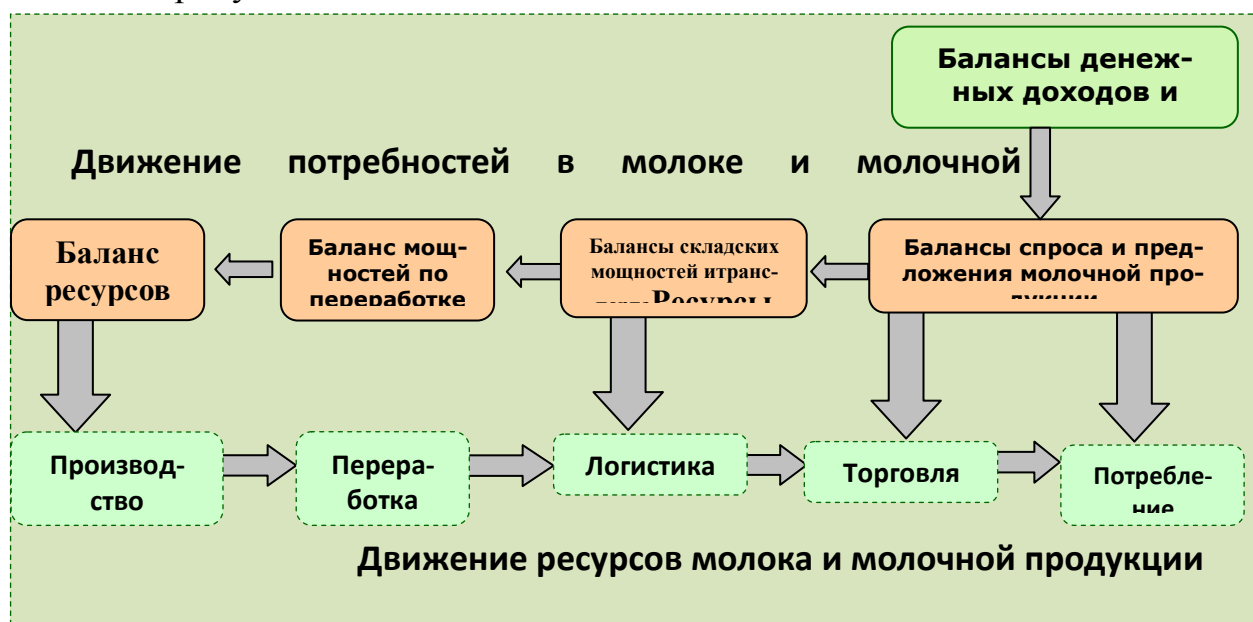 Балансы денеж-
ных доходов и
Движение потребностей в молоке и молочной
Баланс
ресурсов
Баланс мощ-
ностей по
переработке
Балансы складских
мощностей итранс-
Ресурсы
Балансы спроса и пред-
ложения молочной про-
дукции
Производ-
ство
Перера-
ботка
Логистика
Торговля
Потребле-
ние
Движение ресурсов молока и молочной продукции